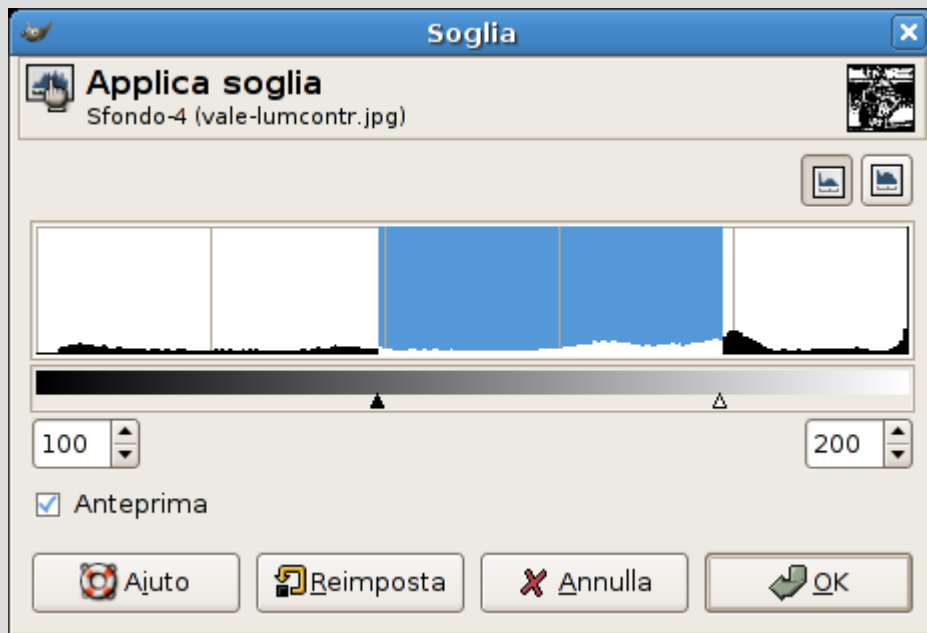 Soglia
Applica soglia
Sfondo-4 (vale-lumcontr.jpg)
100 200
Anteprima
Aiuto Reimposta Annulla OK